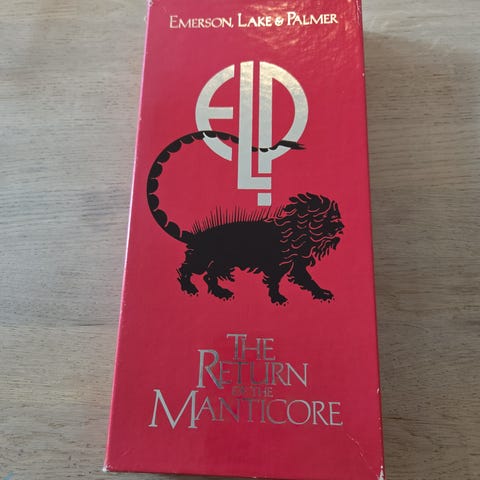 EMERSON, LAKE & PALMER
ELP
THE
RETURN
OF THE
MANTICORE